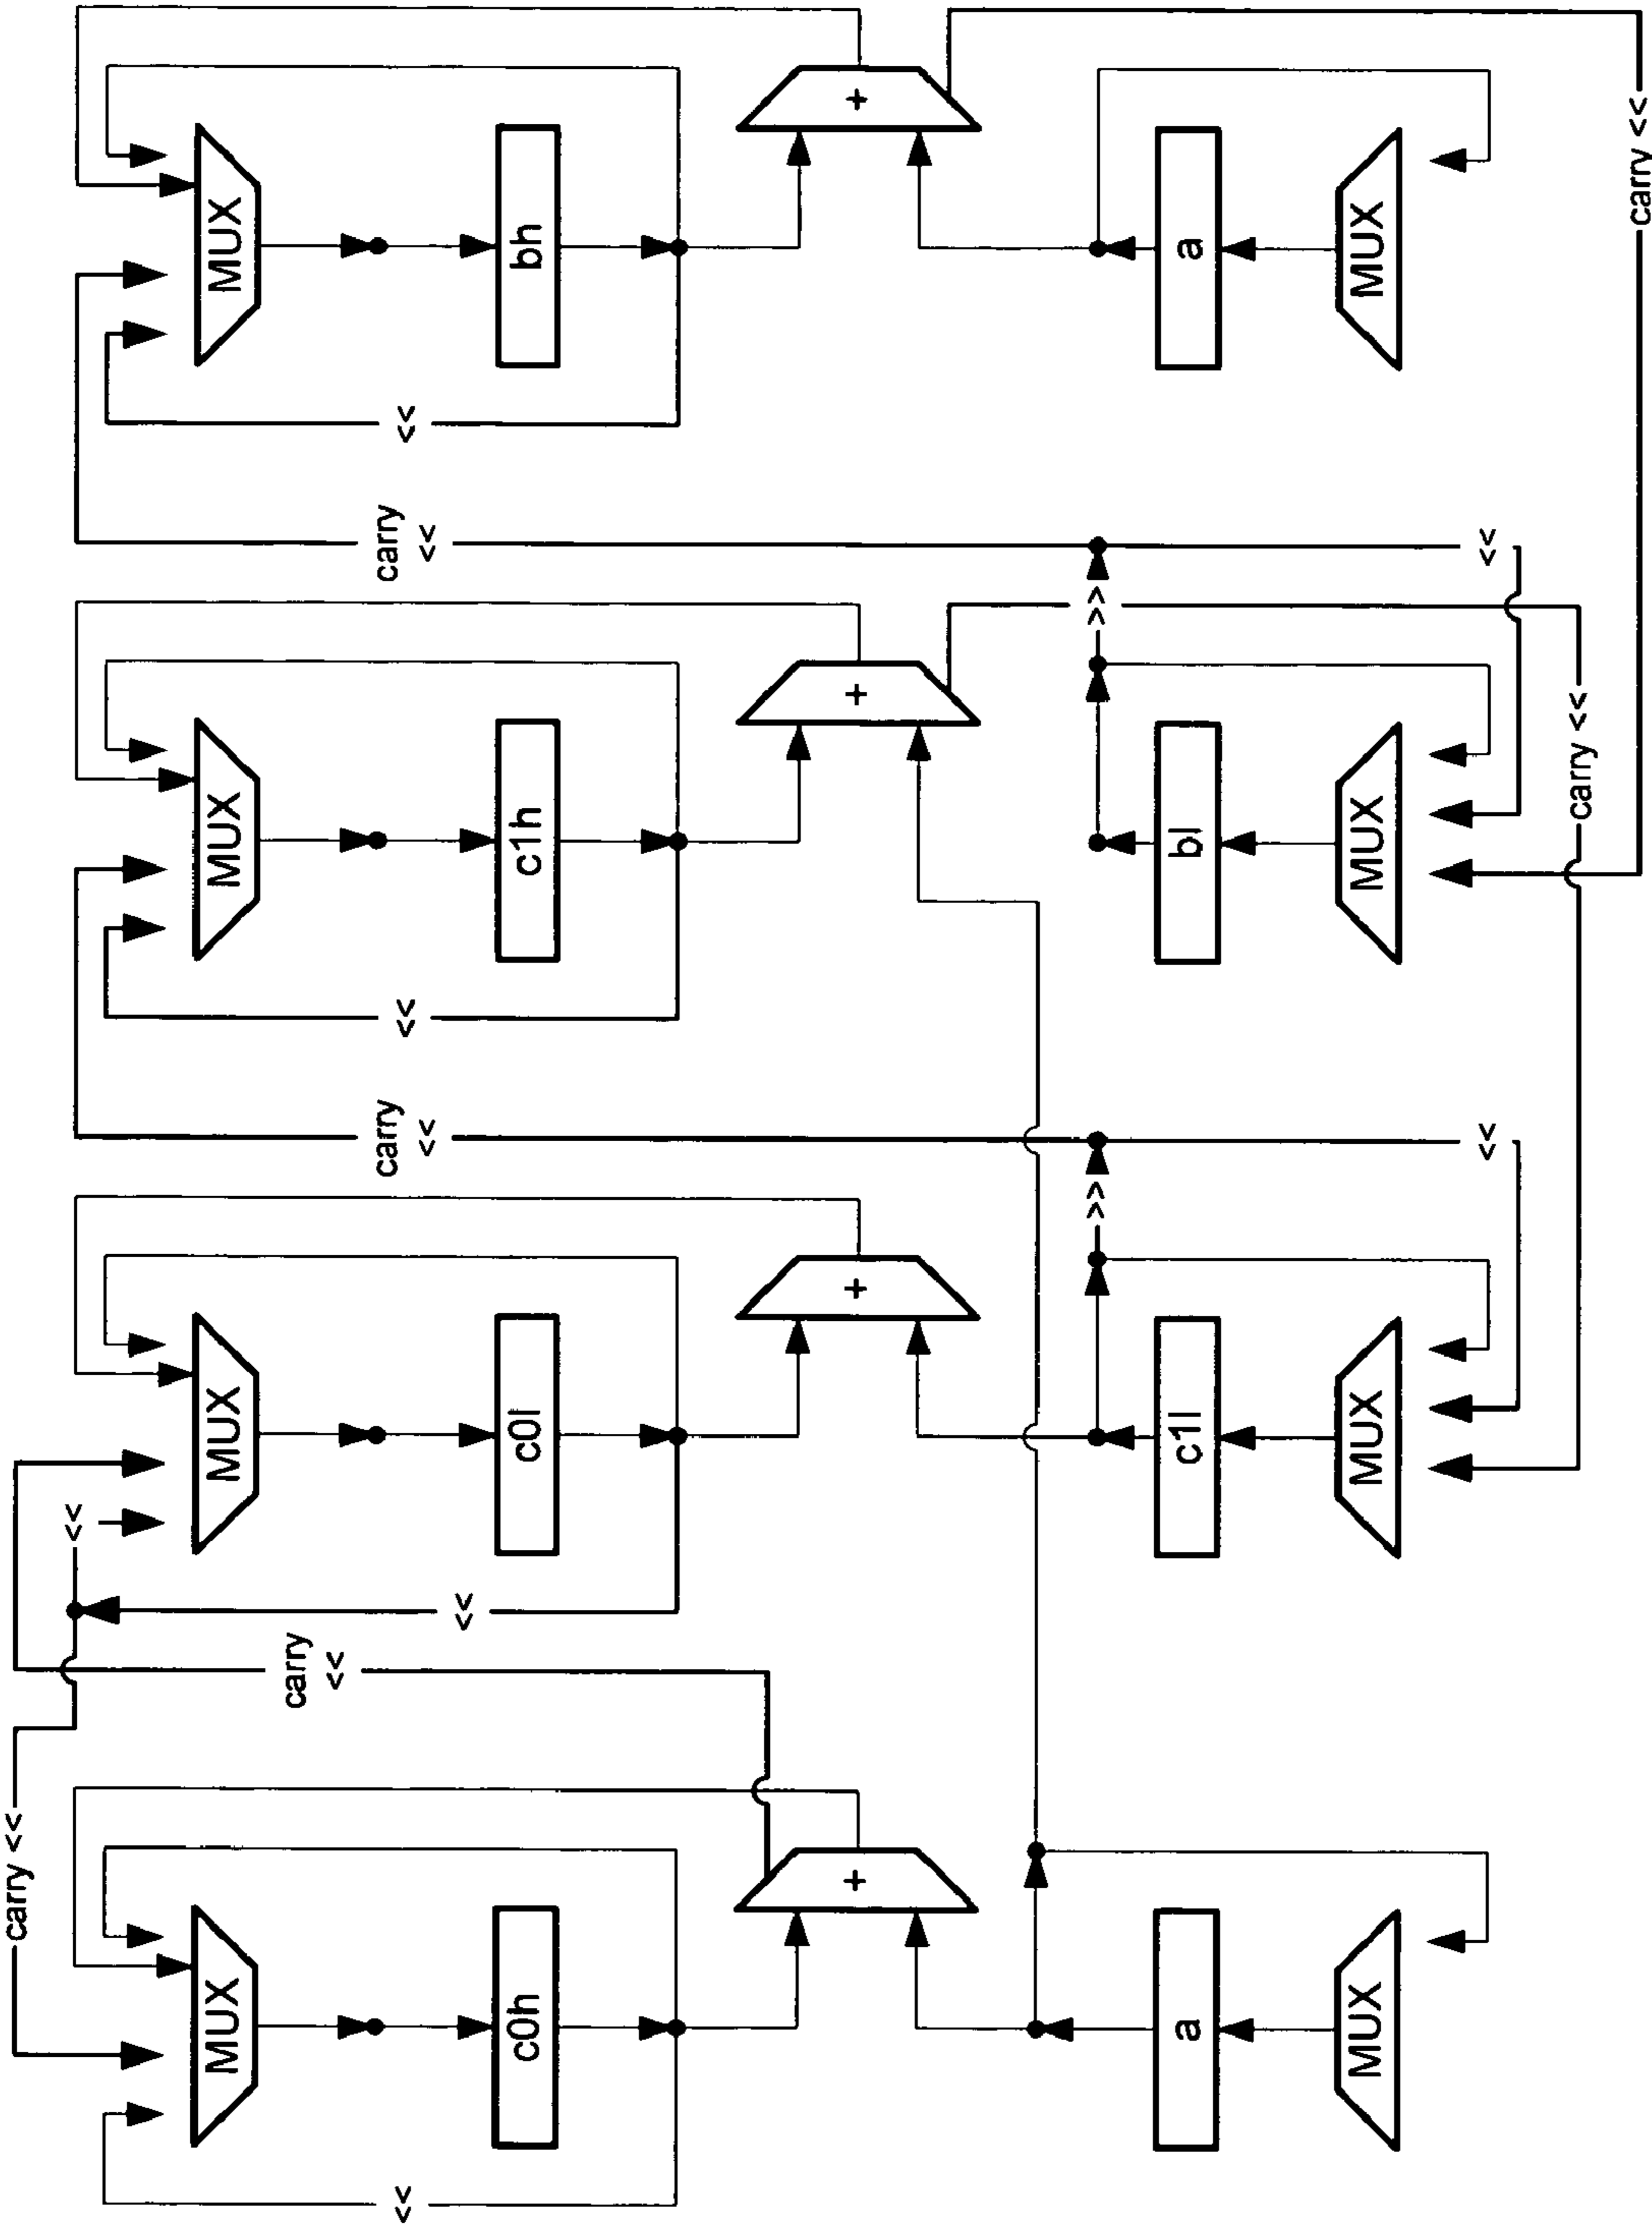 carry <<
<<
MUX
MUX
MUX
MUX
carry
<<
carry
<<
carry
<<
<<
<<
<<
<<
c0h
c0l
c1h
bh
+
+
+
+
>>
>>
a
c1l
bl
a
MUX
MUX
MUX
MUX
<<
<<
carry <<
carry <<